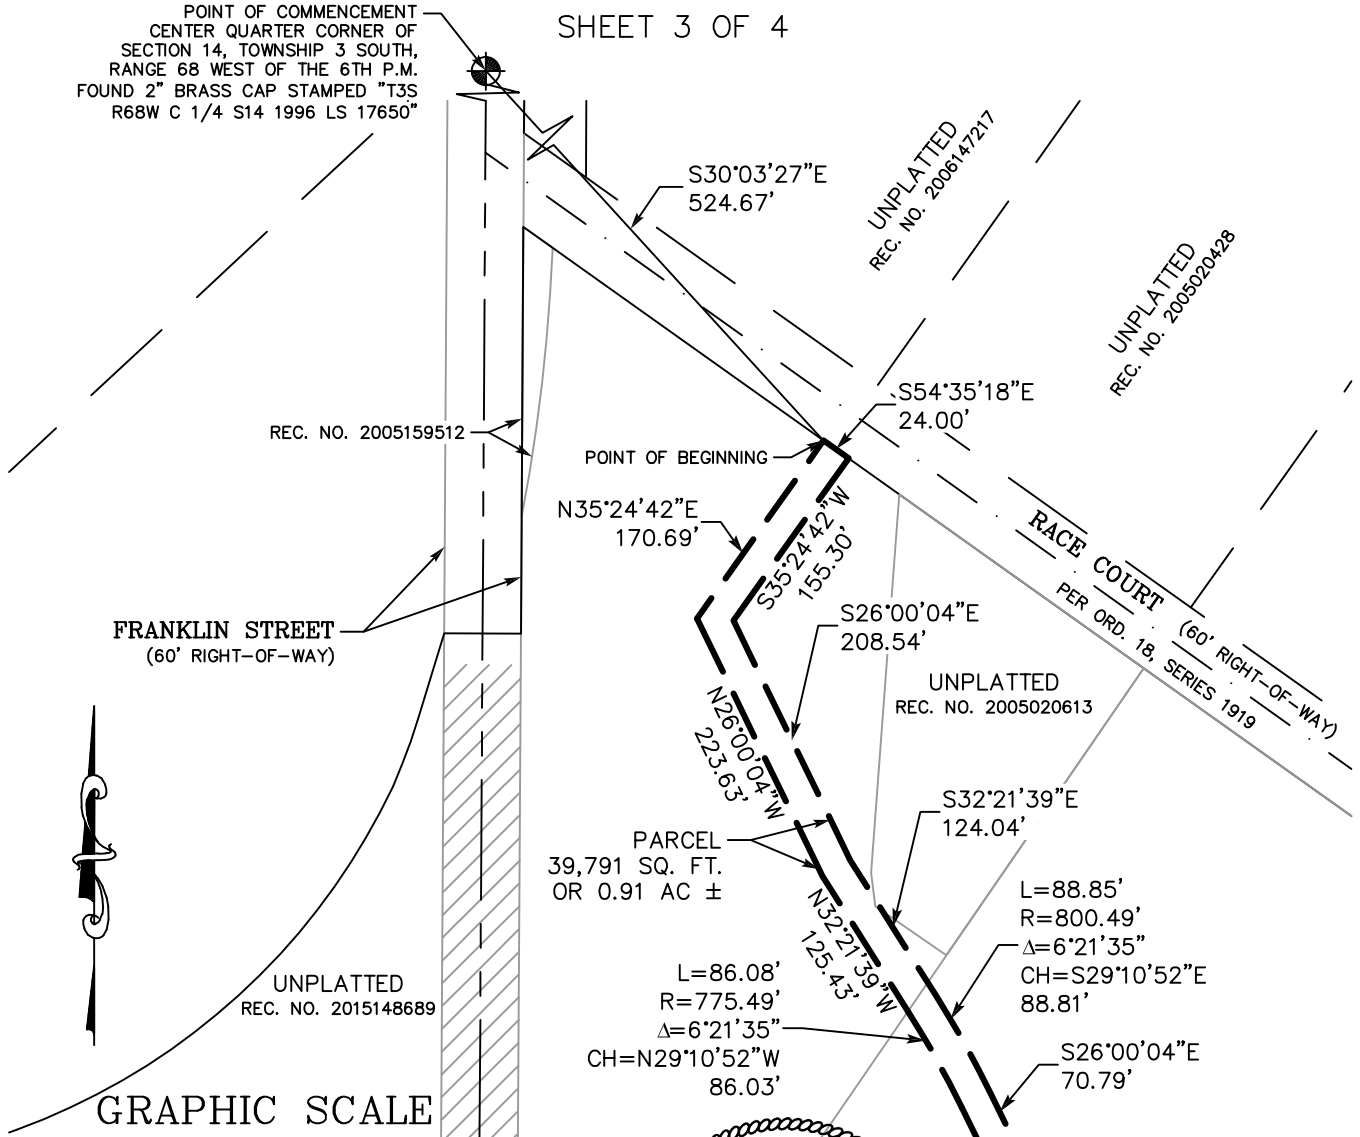 SHEET 3 OF 4
POINT OF COMMENCEMENT
CENTER QUARTER CORNER OF
SECTION 14, TOWNSHIP 3 SOUTH,
RANGE 68 WEST OF THE 6TH P.M.
FOUND 2" BRASS CAP STAMPED "T3S
R68W C 1/4 S14 1996 LS 17650"
S30°03'27"E
524.67'
UNPLATTED
REC. NO. 2006147217
UNPLATTED
REC. NO. 2005020428
S54°35'18"E
24.00'
REC. NO. 2005159512
POINT OF BEGINNING
N35°24'42"E
170.69'
S35°24'42"W
155.30'
RACE COURT (60' RIGHT-OF-WAY)
PER ORD. 18, SERIES 1919
FRANKLIN STREET
(60' RIGHT-OF-WAY)
S26°00'04"E
208.54'
UNPLATTED
REC. NO. 2005020613
N26°00'04"W
223.63'
S32°21'39"E
124.04'
PARCEL
39,791 SQ. FT.
OR 0.91 AC ±
N32°21'39"W
125.43'
L=88.85'
R=800.49'
Δ=6°21'35"
CH=S29°10'52"E
88.81'
UNPLATTED
REC. NO. 2015148689
L=86.08'
R=775.49'
Δ=6°21'35"
CH=N29°10'52"W
86.03'
S26°00'04"E
70.79'
GRAPHIC SCALE